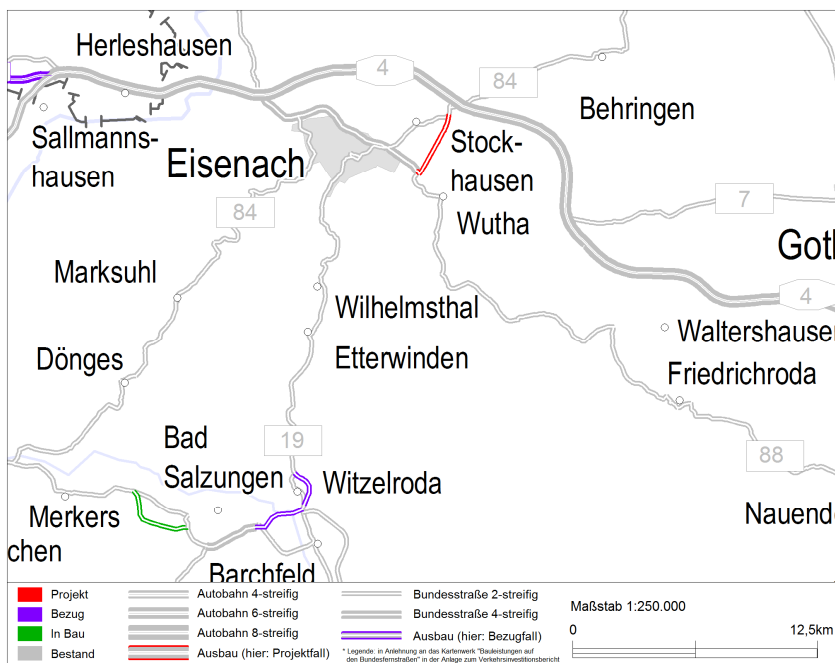 Herleshausen
4
84
Behringen
Sallmanns-
hausen
Eisenach
Stock-
hausen
84
7
Wutha
Gotl
Marksuhl
4
Wilhelmsthal
Waltershausen
Dönges
Etterwinden
Friedrichroda
19
Bad
Salzungen
88
Witzelroda
Merkers
chen
Nauend
Barchfeld
Projekt
Bezug
In Bau
Bestand
Autobahn 4-streifig
Autobahn 6-streifig
Autobahn 8-streifig
Ausbau (hier: Projektfall)
Bundesstraße 2-streifig
Bundesstraße 4-streifig
Ausbau (hier: Bezugfall)
* Legende: in Anlehnung an das Kartenwerk "Bauleistungen auf
den Bundesfernstraßen" in der Anlage zum Verkehrsinvestitionsbericht
Maßstab 1:250.000
0
12,5km